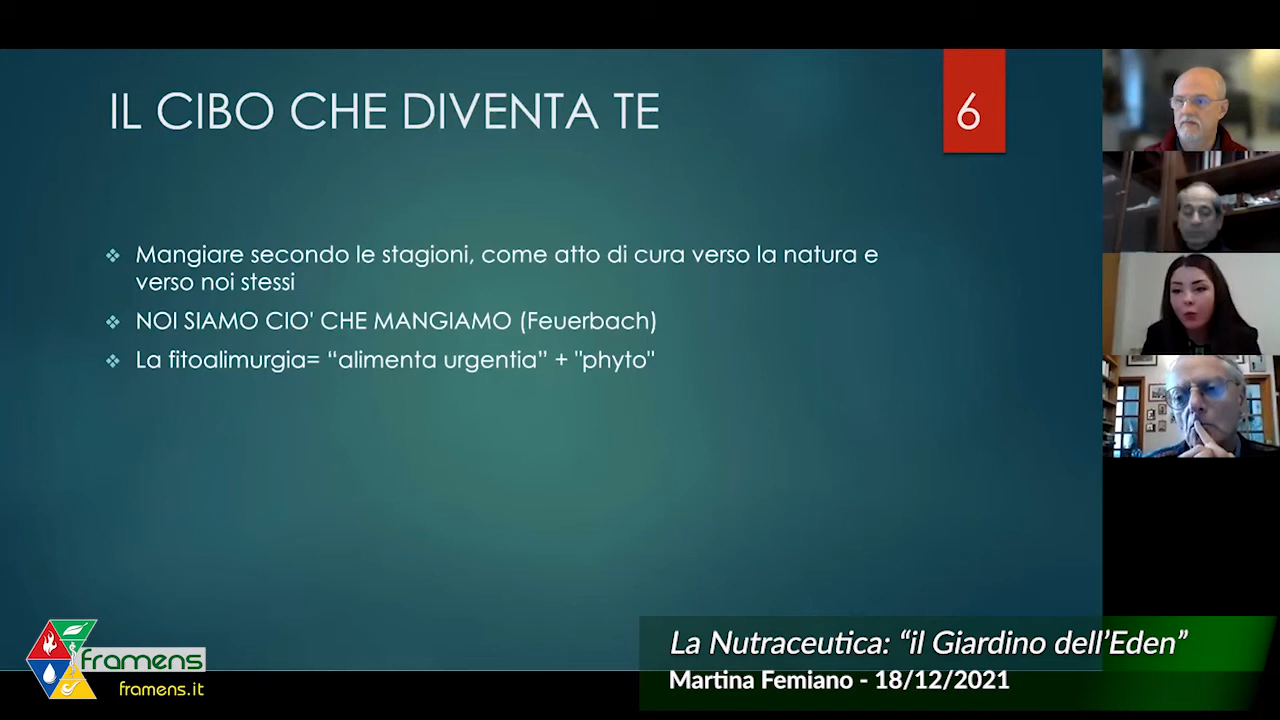 IL CIBO CHE DIVENTA TE
6
❖ Mangiare secondo le stagioni, come atto di cura verso la natura e
verso noi stessi
❖ NOI SIAMO CIO' CHE MANGIAMO (Feuerbach)
❖ La fitoalimurgia= “alimenta urgentia” + "phyto"
framens
framens.it
La Nutraceutica: “il Giardino dell’Eden”
Martina Femiano - 18/12/2021